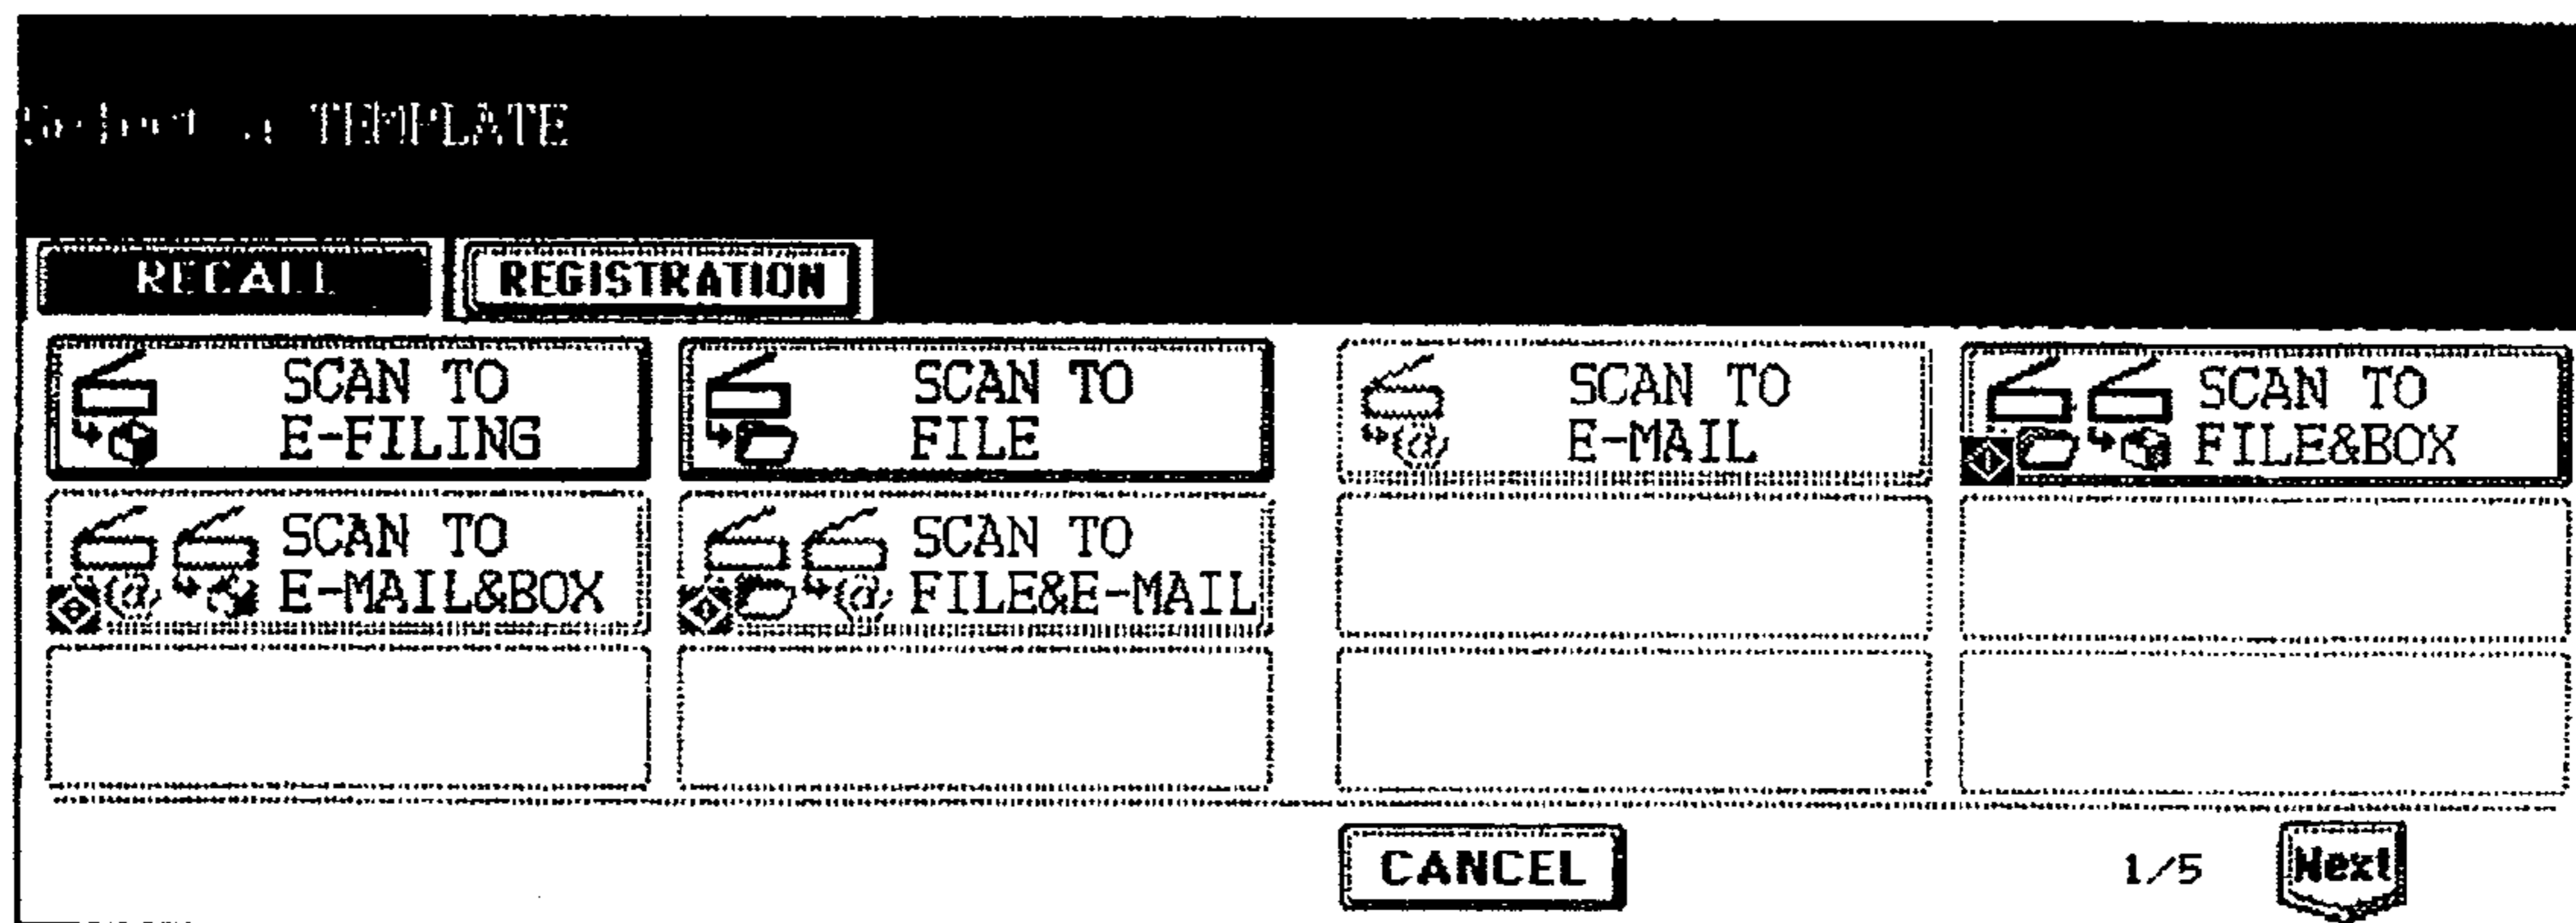 Select a TEMPLATE
RECALL
REGISTRATION
SCAN TO
E-FILING
SCAN TO
FILE
SCAN TO
E-MAIL
SCAN TO
FILE&BOX
SCAN TO
E-MAIL&BOX
SCAN TO
FILE&E-MAIL
CANCEL
1/5
Next